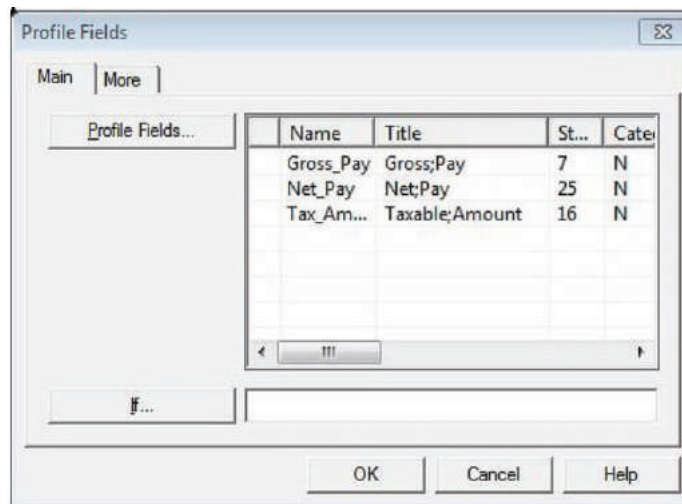 Profile Fields
Main More
Profile Fields...
Name Title St... Cate
Gross_Pay Gross;Pay 7 N
Net_Pay Net;Pay 25 N
Tax_Am... Taxable;Amount 16 N
If...
OK Cancel Help